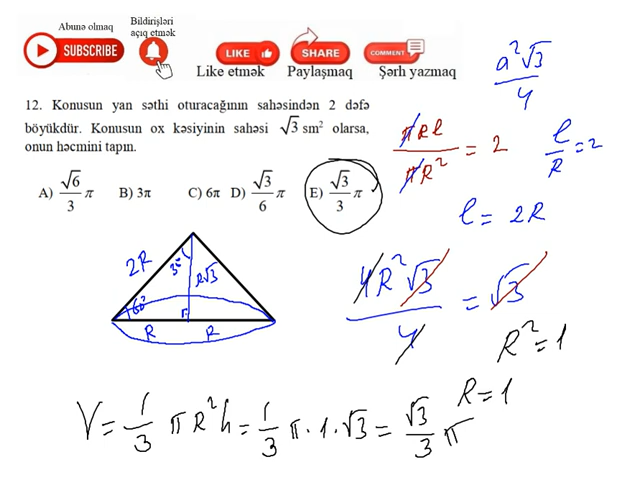 Abunə olmaq
Bildirişləri
açıq etmək
SUBSCRIBE
LIKE
SHARE
COMMENT
Like etmək Paylaşmaq Şərh yazmaq
12. Konusun yan səthi oturacağının sahəsindən 2 dəfə
böyükdür. Konusun ox kəsiyinin sahəsi √3 sm² olarsa,
onun həcmini tapın.
A) √6/3 π B) 3π C) 6π D) √3/6 π E) √3/3 π
a²√3/4
πRl/πR² = 2
l/R = 2
l = 2R
2R
30
R√3
60°
R
R
4R²√3/4 = √3
R² = 1
R = 1
V = 1/3 πR²h = 1/3 π · 1 · √3 = √3/3 π